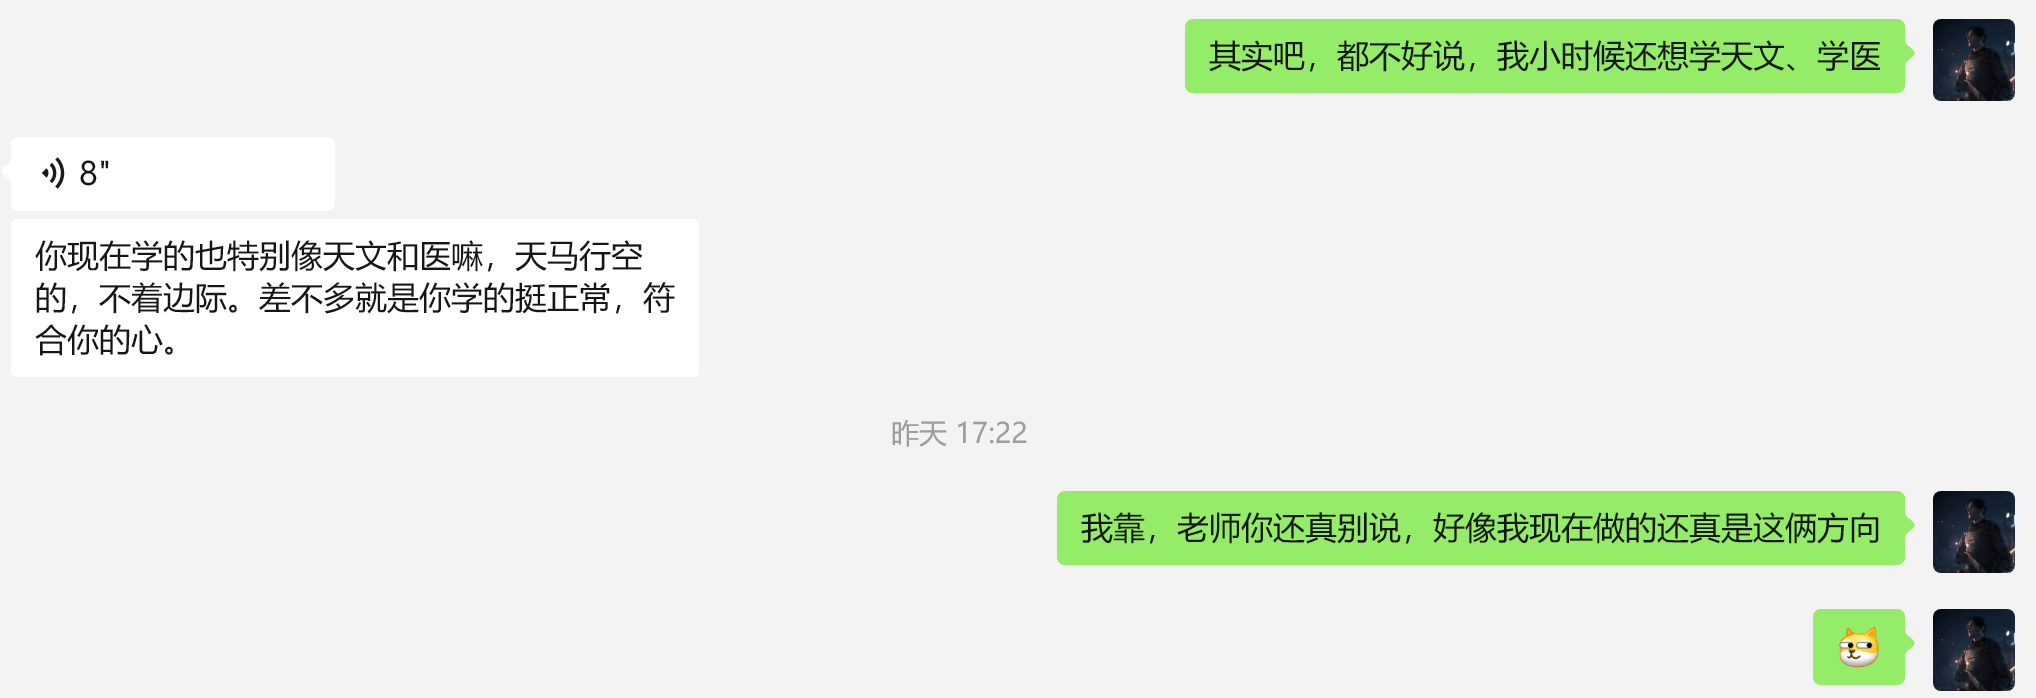 其实吧，都不好说，我小时候还想学天文、学医
8"
你现在学的也特别像天文和医嘛，天马行空
的，不着边际。差不多就是你学的挺正常，符
合你的心。
昨天 17:22
我靠，老师你还真别说，好像我现在做的还真是这俩方向